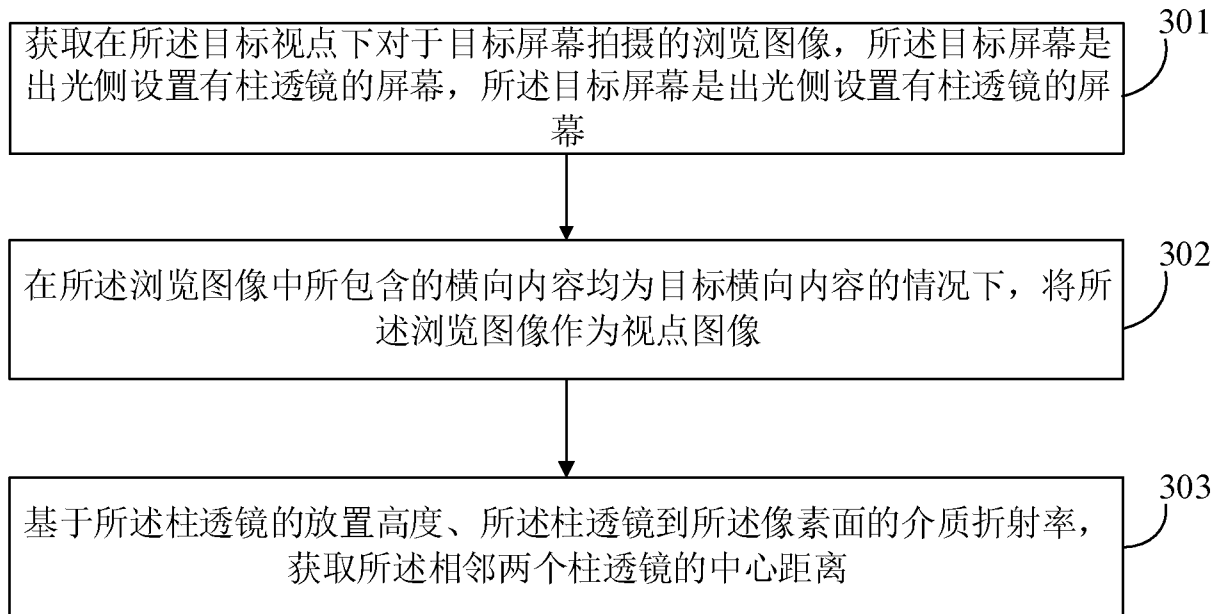 获取在所述目标视点下对于目标屏幕拍摄的浏览图像，所述目标屏幕是
出光侧设置有柱透镜的屏幕，所述目标屏幕是出光侧设置有柱透镜的屏
幕
301
在所述浏览图像中所包含的横向内容均为目标横向内容的情况下，将所
述浏览图像作为视点图像
302
基于所述柱透镜的放置高度、所述柱透镜到所述像素面的介质折射率，
获取所述相邻两个柱透镜的中心距离
303